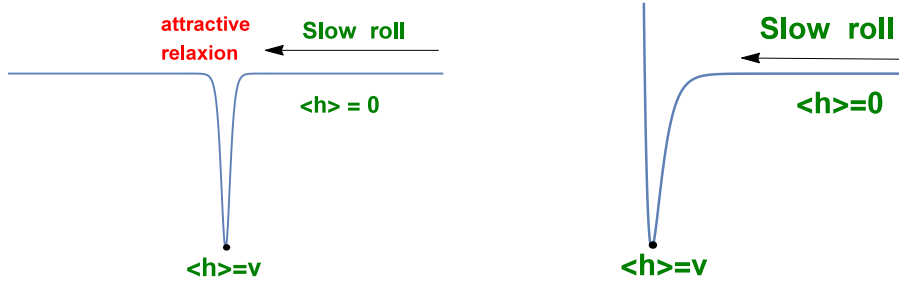 attractive
relaxion
Slow roll
<h> = 0
<h>=v
Slow roll
<h>=0
<h>=v